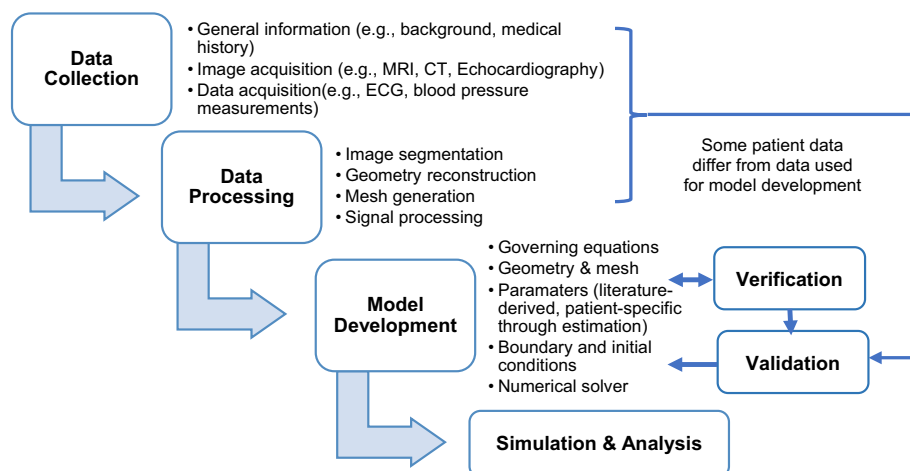 Data
Collection
• General information (e.g., background, medical
history)
• Image acquisition (e.g., MRI, CT, Echocardiography)
• Data acquisition(e.g., ECG, blood pressure
measurements)
Some patient data
differ from data used
for model development
Data
Processing
• Image segmentation
• Geometry reconstruction
• Mesh generation
• Signal processing
Model
Development
• Governing equations
• Geometry & mesh
• Paramaters (literature-
derived, patient-specific
through estimation)
• Boundary and initial
conditions
• Numerical solver
Verification
Validation
Simulation & Analysis